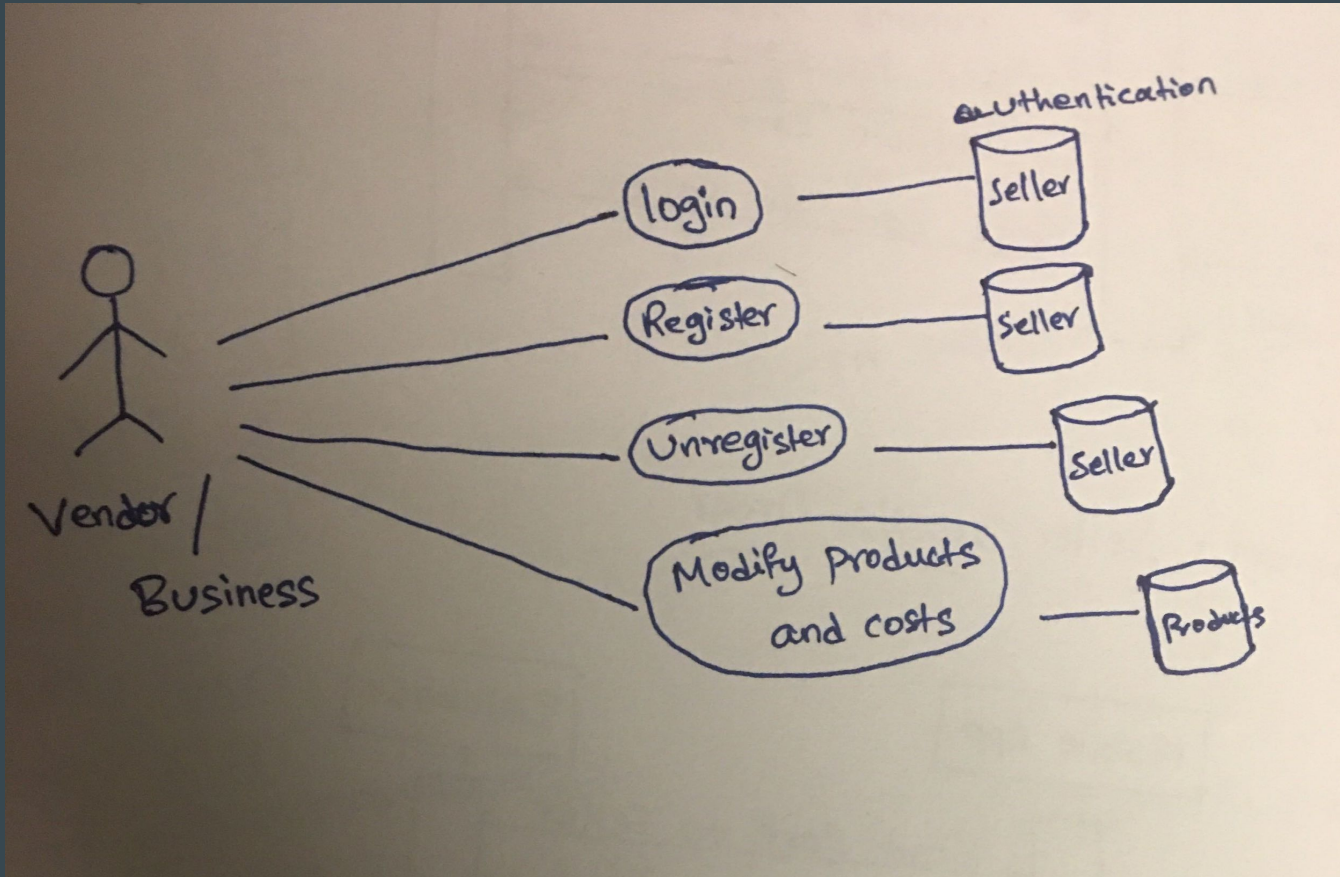 authentication
login
Seller
Register
Seller
Unregister
Seller
Vendor /
Business
Modify Products
and costs
Products